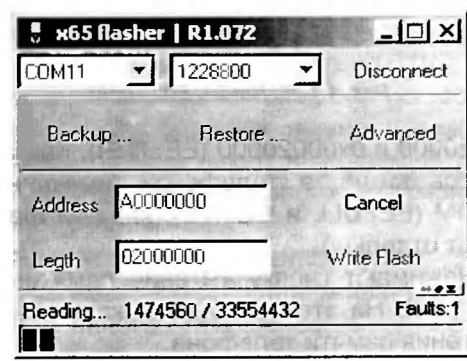 x65 flasher | R1.072
COM11 1228800 Disconnect
Backup ... Restore ... Advanced
Address A0000000 Cancel
Legth 02000000 Write Flash
Reading... 1474560 / 33554432 Faults:1